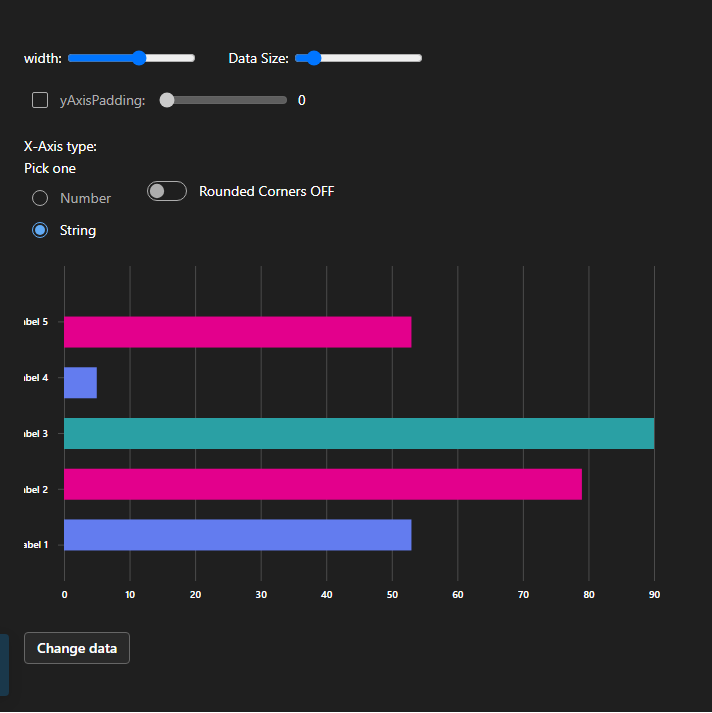 width:
Data Size:
yAxisPadding:
0
X-Axis type:
Pick one
Number
Rounded Corners OFF
String
abel 5
abel 4
abel 3
abel 2
abel 1
0 10 20 30 40 50 60 70 80 90
Change data